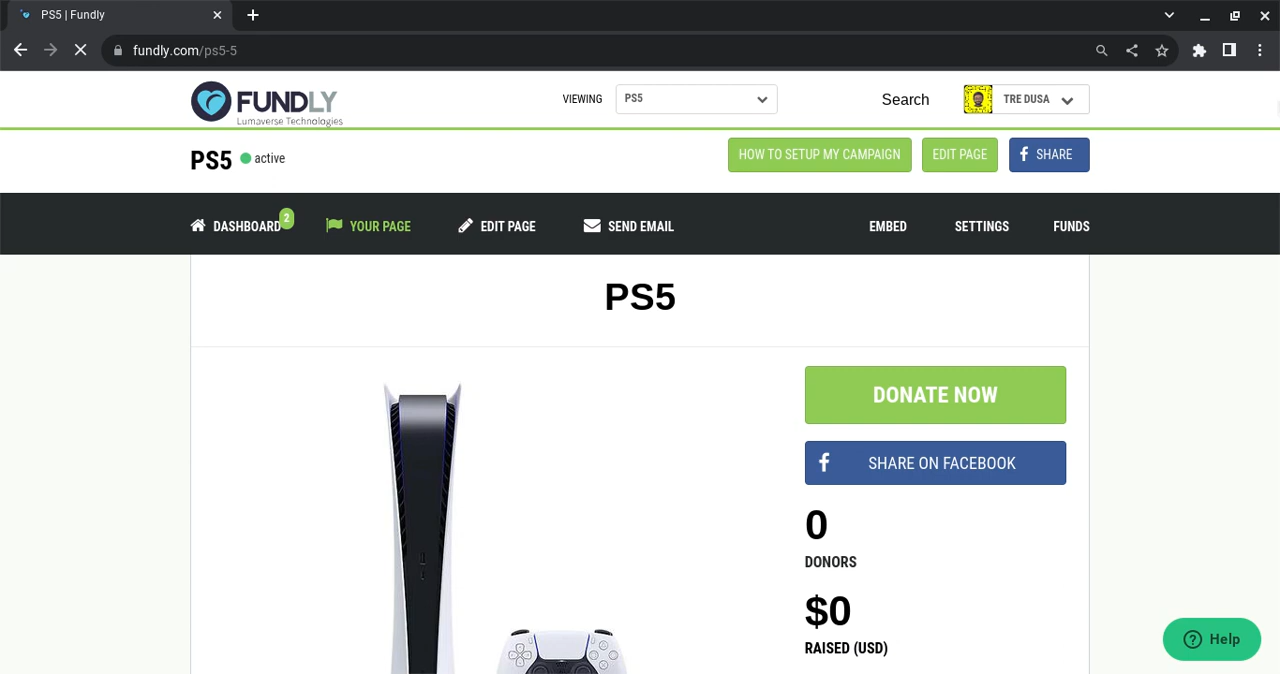 PS5 | Fundly
fundly.com/ps5-5
FUNDLY
Lumaverse Technologies
VIEWING
PS5
Search
TRE DUSA
PS5
active
HOW TO SETUP MY CAMPAIGN
EDIT PAGE
SHARE
DASHBOARD
2
YOUR PAGE
EDIT PAGE
SEND EMAIL
EMBED
SETTINGS
FUNDS
PS5
DONATE NOW
SHARE ON FACEBOOK
0
DONORS
$0
RAISED (USD)
Help